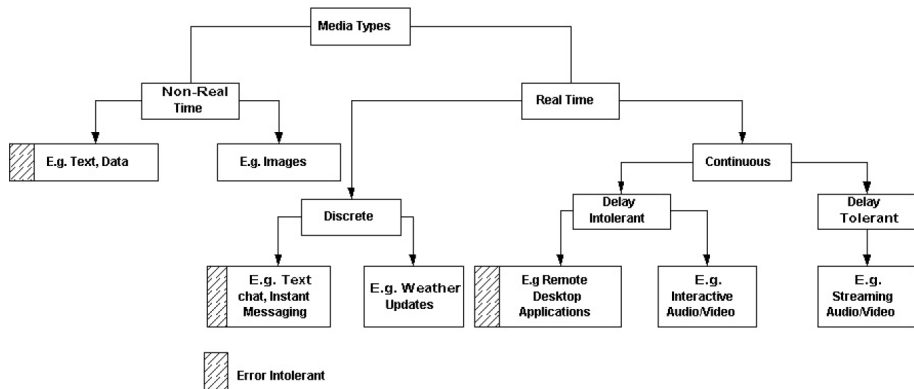 Media Types
Non-Real
Time
Real Time
E.g. Text, Data
E.g. Images
Continuous
Discrete
Delay
Intolerant
Delay
Tolerant
E.g. Text
chat, Instant
Messaging
E.g. Weather
Updates
E.g Remote
Desktop
Applications
E.g.
Interactive
Audio/Video
E.g.
Streaming
Audio/Video
Error Intolerant